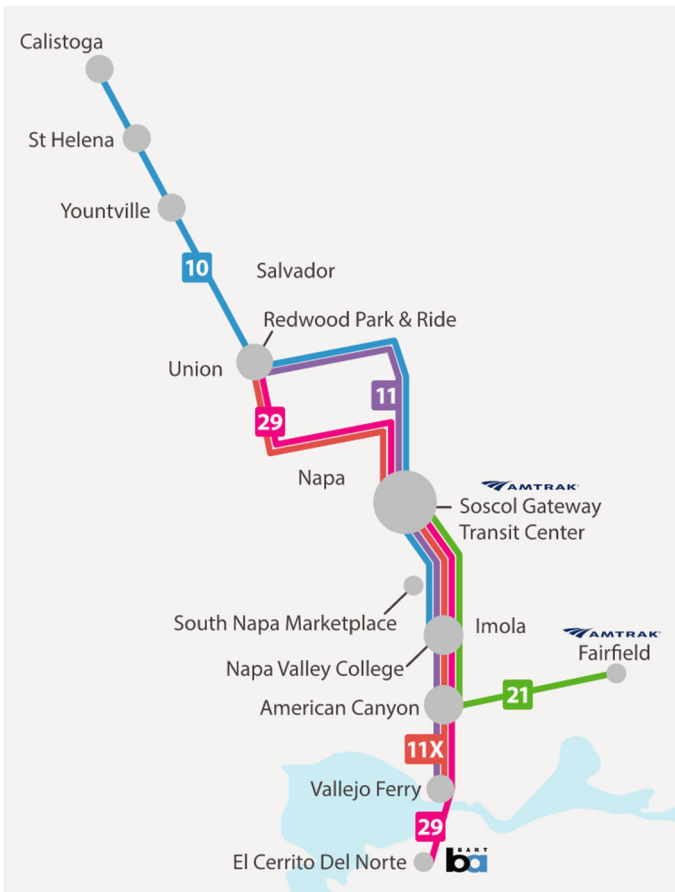 Calistoga
St Helena
Yountville
10
Salvador
Redwood Park & Ride
Union
11
29
Napa
AMTRAK
Soscol Gateway
Transit Center
South Napa Marketplace
Imola
AMTRAK
Fairfield
Napa Valley College
21
American Canyon
11X
Vallejo Ferry
29
El Cerrito Del Norte
BART
ba